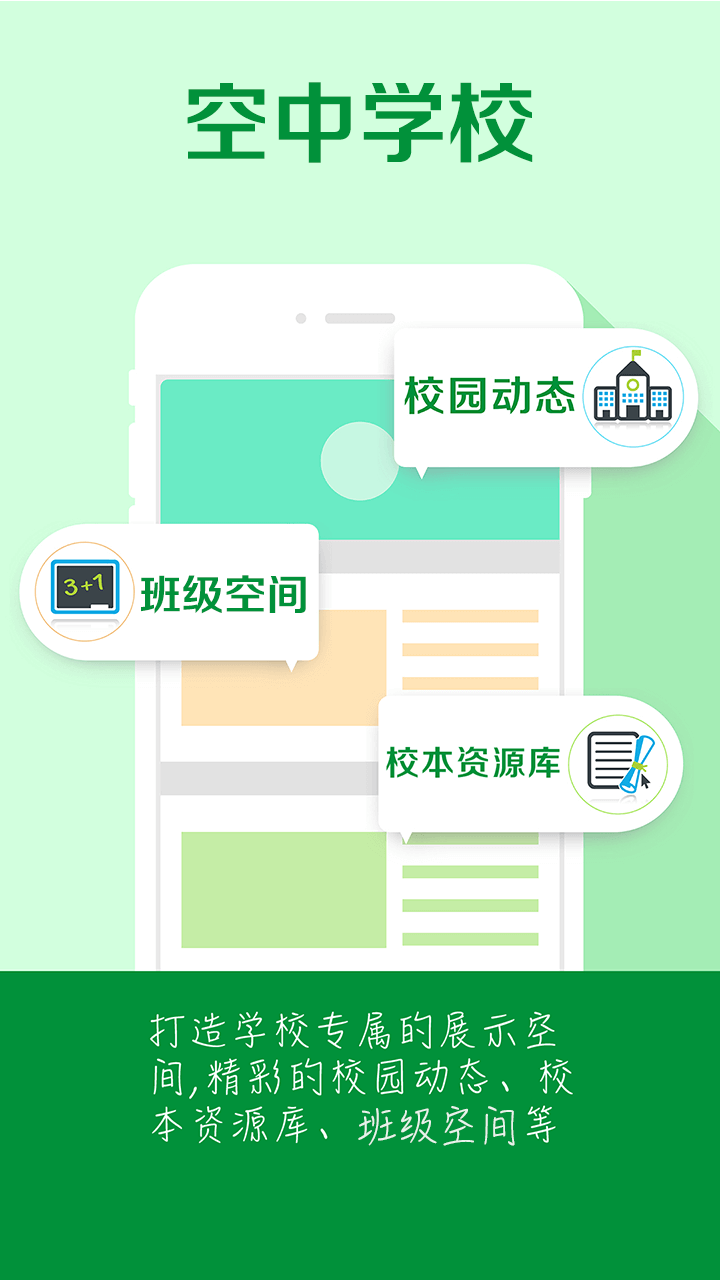 空中学校
校园动态
3+1
班级空间
校本资源库
打造学校专属的展示空
间,精彩的校园动态、校
本资源库、班级空间等